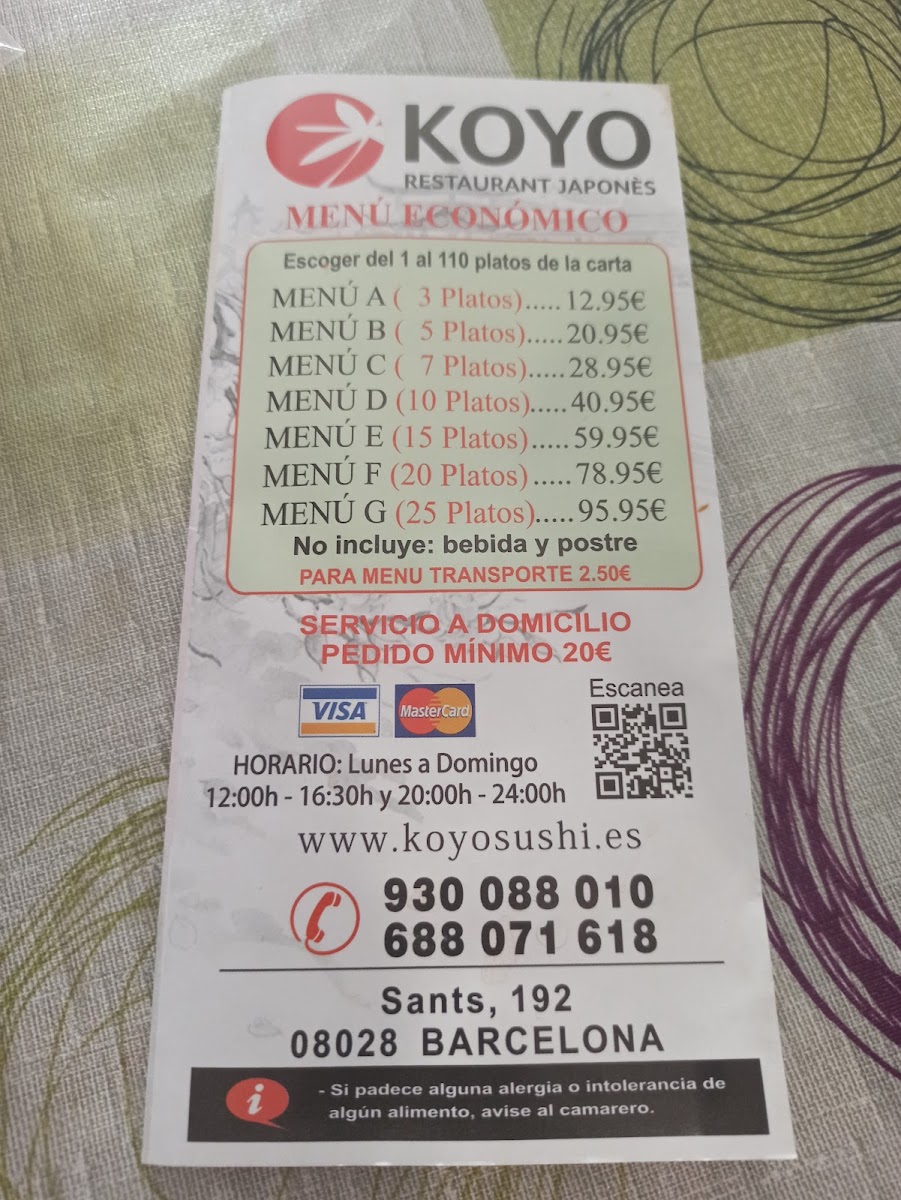 KOYO
RESTAURANT JAPONÈS
MENÚ ECONÓMICO
Escoger del 1 al 110 platos de la carta
MENÚ A ( 3 Platos)..... 12.95€
MENÚ B ( 5 Platos)..... 20.95€
MENÚ C ( 7 Platos)..... 28.95€
MENÚ D (10 Platos)..... 40.95€
MENÚ E (15 Platos)..... 59.95€
MENÚ F (20 Platos) ..... 78.95€
MENÚ G (25 Platos)..... 95.95€
No incluye: bebida y postre
PARA MENU TRANSPORTE 2.50€
SERVICIO A DOMICILIO
PEDIDO MÍNIMO 20€
VISA MasterCard
Escanea
HORARIO: Lunes a Domingo
12:00h - 16:30h y 20:00h - 24:00h
www.koyosushi.es
930 088 010
688 071 618
Sants, 192
08028 BARCELONA
i
- Si padece alguna alergia o intolerancia de
algún alimento, avise al camarero.